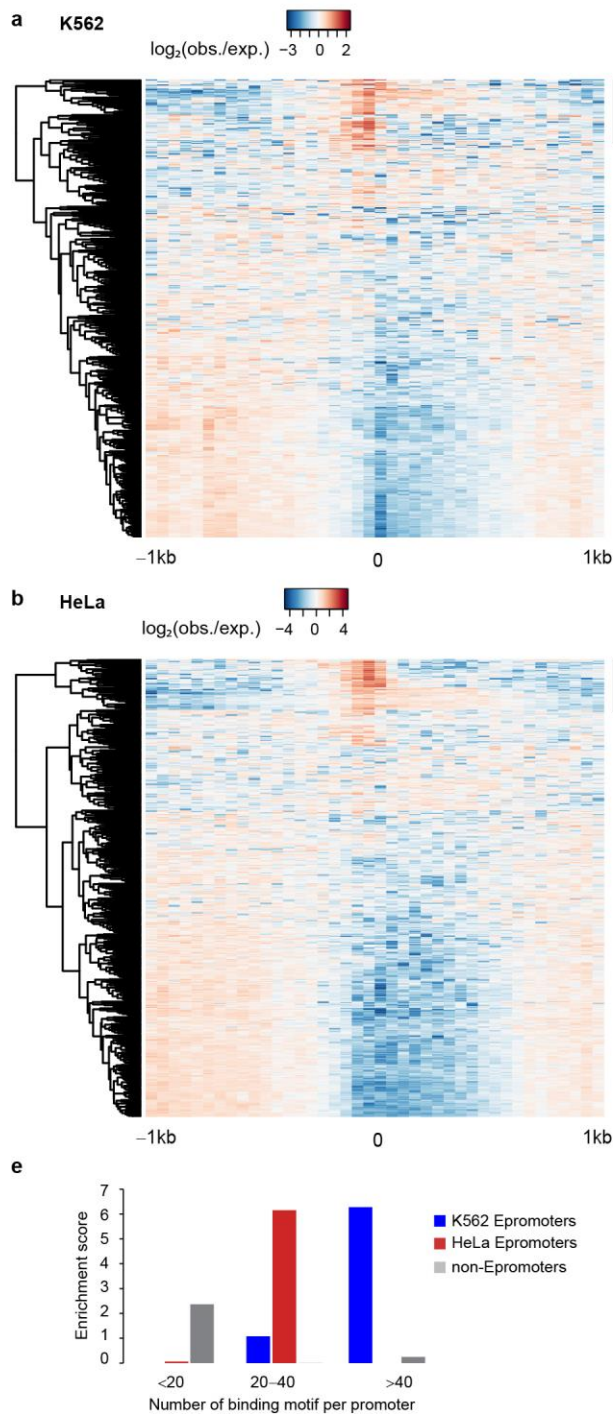 a K562
log₂(obs./exp.) −3 0 2
−1kb 0 1kb
b HeLa
log₂(obs./exp.) −4 0 4
−1kb 0 1kb
e
Enrichment score
7
6
5
4
3
2
1
0
K562 Epromoters
HeLa Epromoters
non-Epromoters
<20 20–40 >40
Number of binding motif per promoter